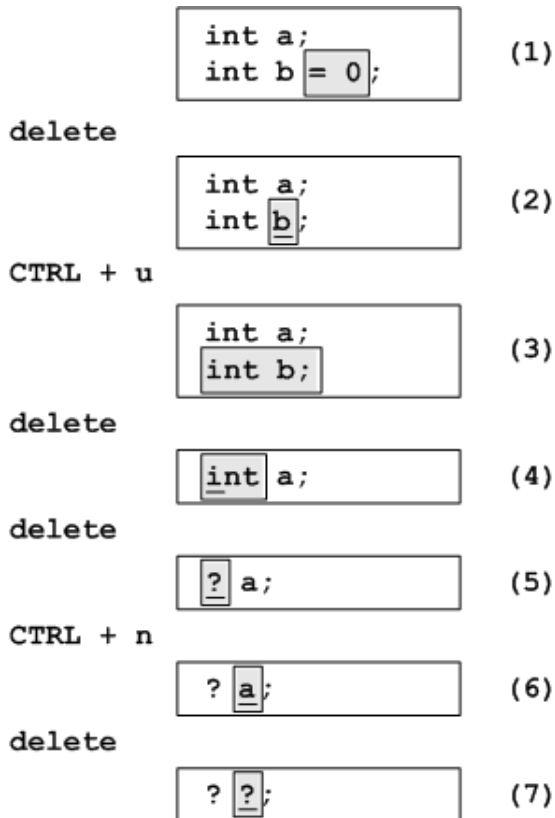 int a;
int b = 0; (1)
delete
int a;
int b; (2)
CTRL + u
int a;
int b; (3)
delete
int a; (4)
delete
? a; (5)
CTRL + n
? a; (6)
delete
? ?; (7)